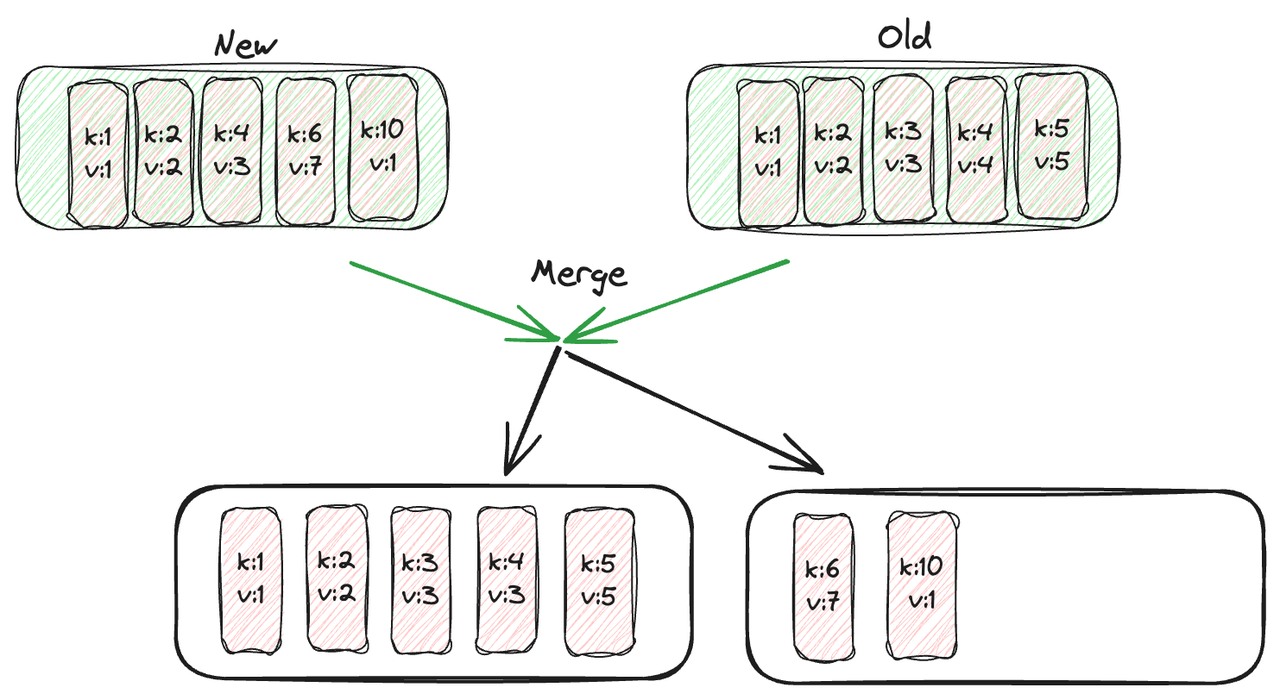 New
Old
k:1 k:2 k:4 k:6 k:10
v:1 v:2 v:3 v:7 v:1
k:1 k:2 k:3 k:4 k:5
v:1 v:2 v:3 v:4 v:5
Merge
k:1 k:2 k:3 k:4 k:5
v:1 v:2 v:3 v:3 v:5
k:6 k:10
v:7 v:1